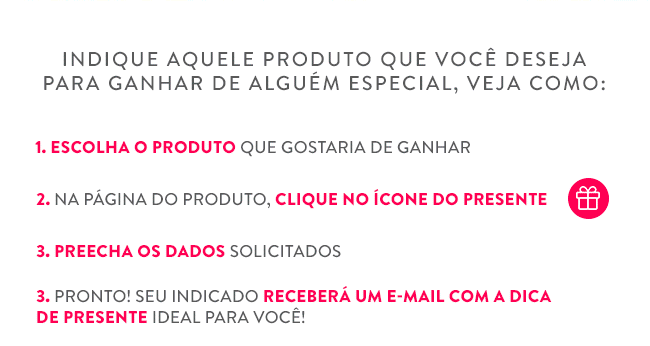 INDIQUE AQUELE PRODUTO QUE VOCÊ DESEJA
PARA GANHAR DE ALGUÉM ESPECIAL, VEJA COMO:
1. ESCOLHA O PRODUTO QUE GOSTARIA DE GANHAR
2. NA PÁGINA DO PRODUTO, CLIQUE NO ÍCONE DO PRESENTE
3. PREECHA OS DADOS SOLICITADOS
3. PRONTO! SEU INDICADO RECEBERÁ UM E-MAIL COM A DICA
DE PRESENTE IDEAL PARA VOCÊ!